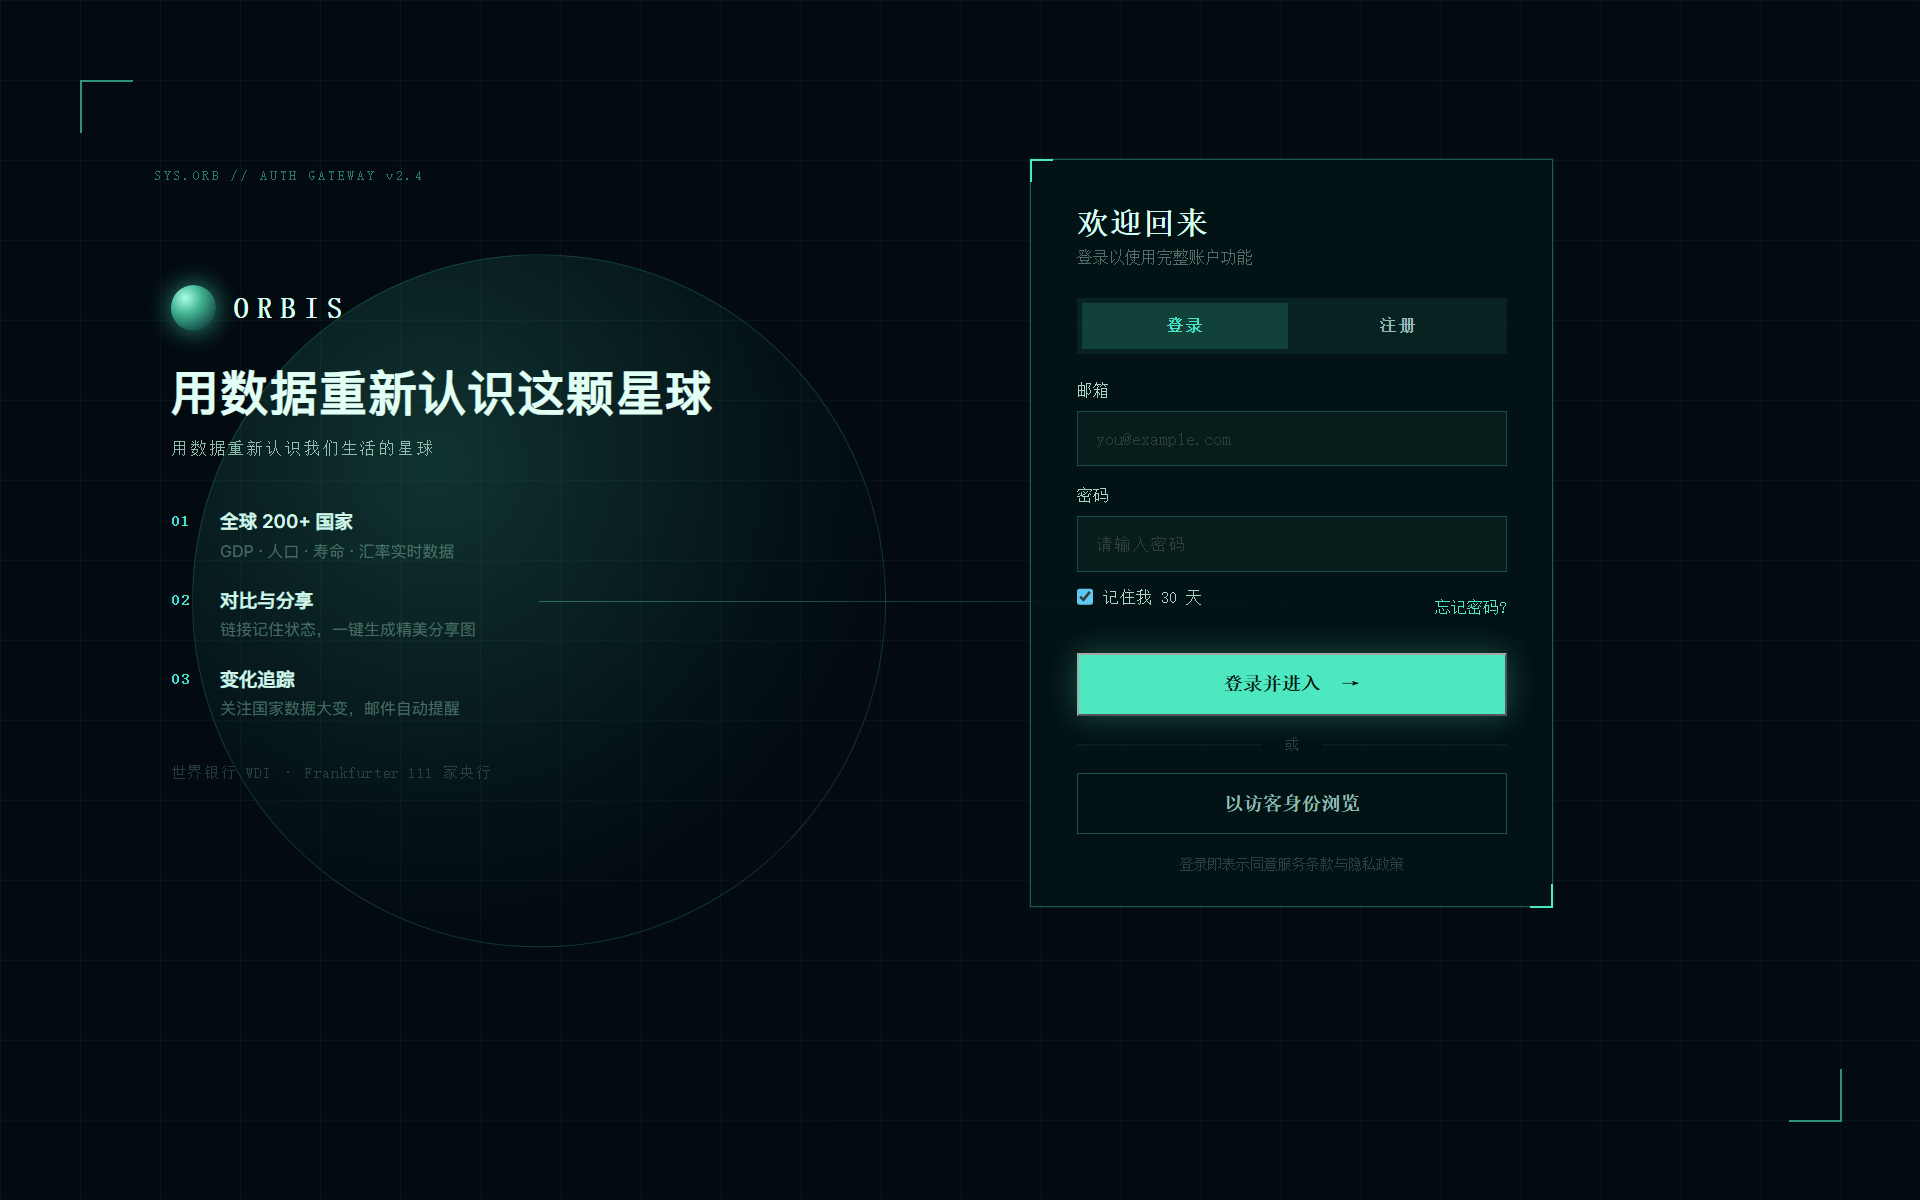 SYS.ORB // AUTH GATEWAY v2.4
ORBIS
用数据重新认识这颗星球
用数据重新认识我们生活的星球
01 全球 200+ 国家
GDP · 人口 · 寿命 · 汇率实时数据
02 对比与分享
链接记住状态，一键生成精美分享图
03 变化追踪
关注国家数据大变，邮件自动提醒
世界银行 WDI · Frankfurter 111 家央行
欢迎回来
登录以使用完整账户功能
登录 注册
邮箱
you@example.com
密码
请输入密码
记住我 30 天 忘记密码?
登录并进入 →
或
以访客身份浏览
登录即表示同意服务条款与隐私政策